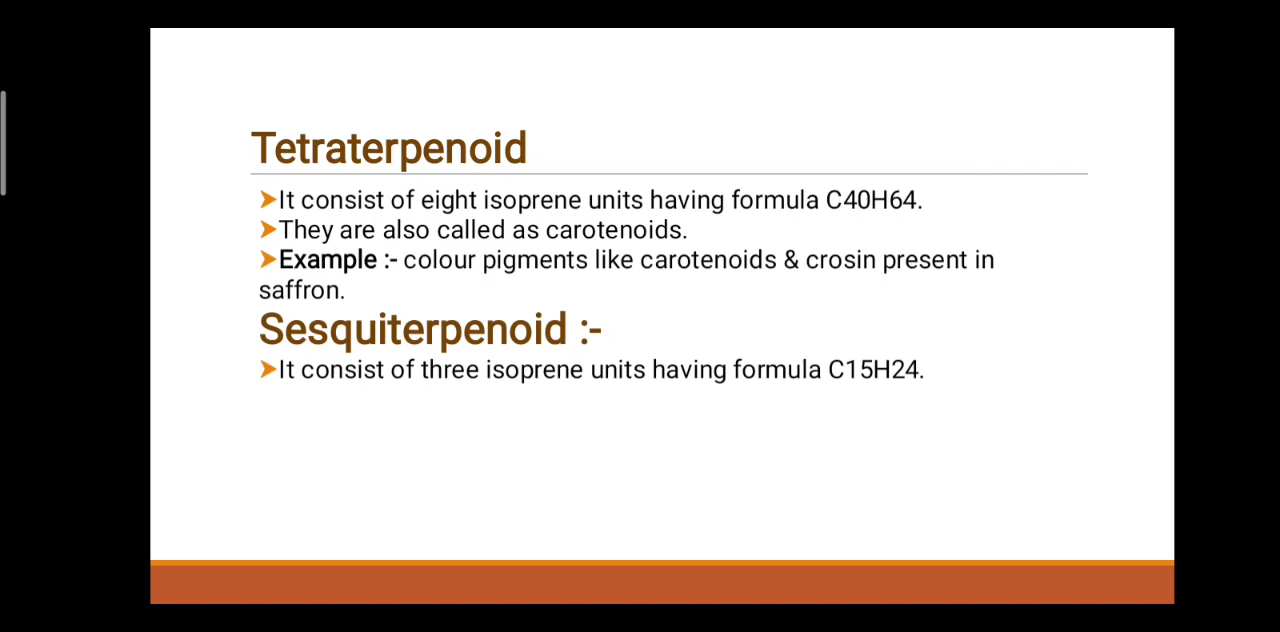 Tetraterpenoid
➤It consist of eight isoprene units having formula C40H64.
➤They are also called as carotenoids.
➤Example :- colour pigments like carotenoids & crosin present in
saffron.
Sesquiterpenoid :-
➤It consist of three isoprene units having formula C15H24.